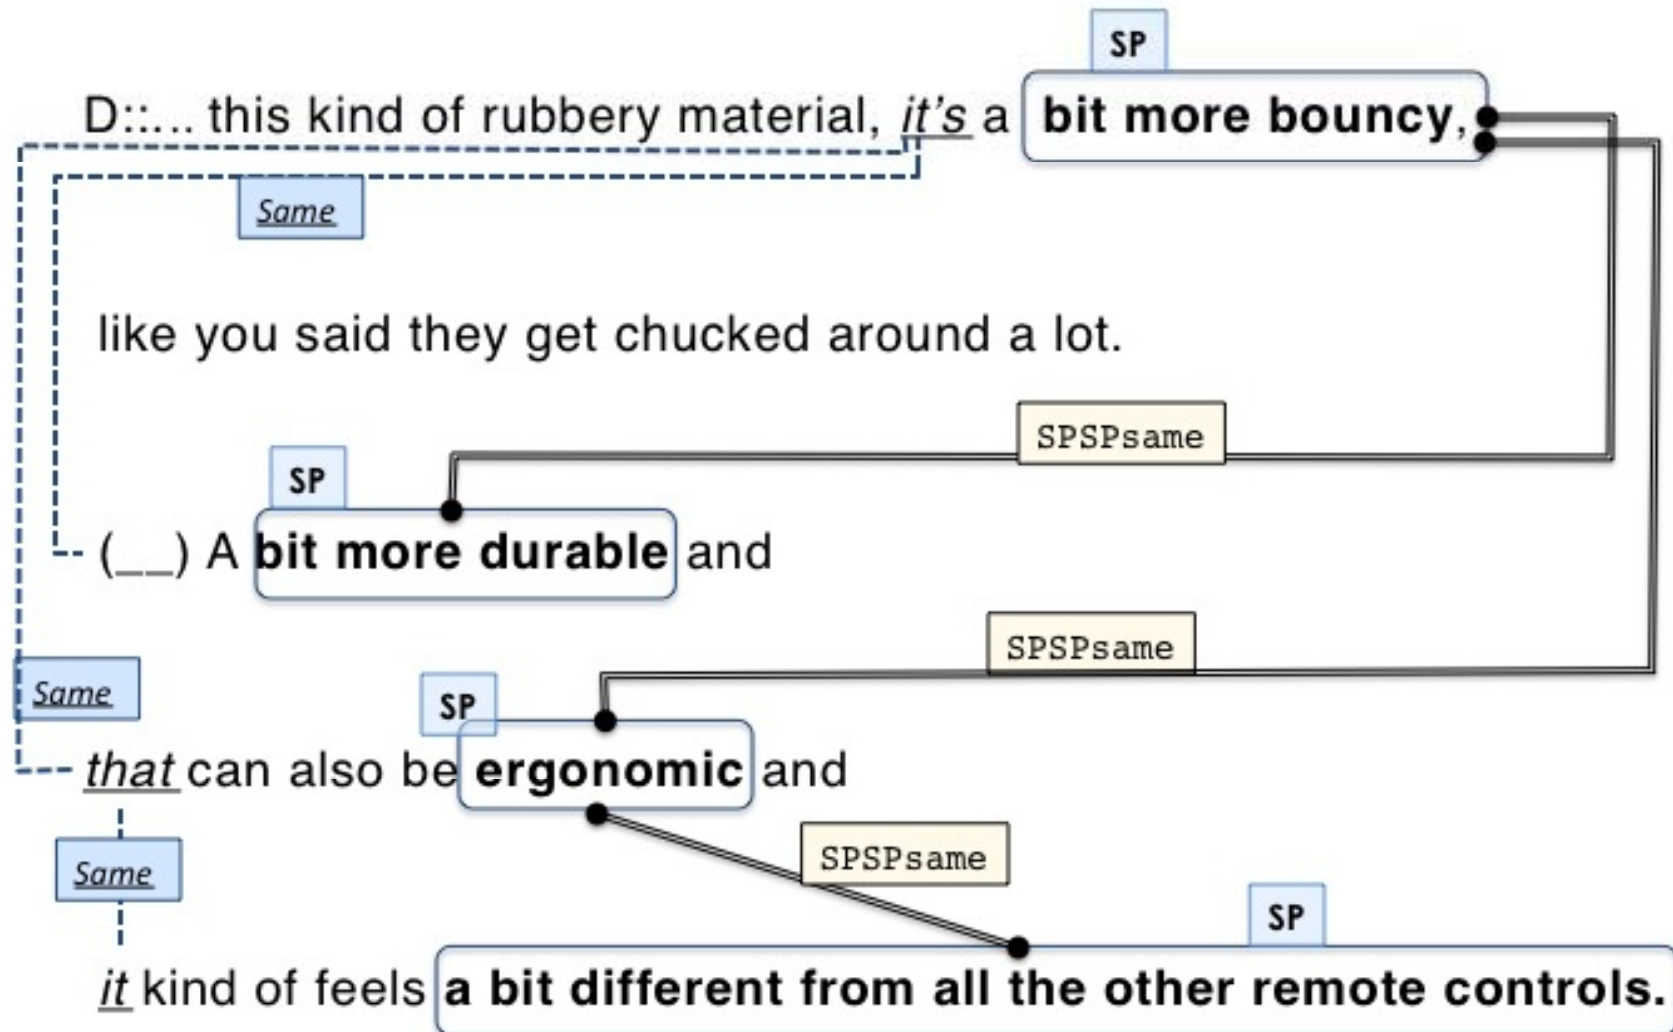 SP
D::... this kind of rubbery material, it's a bit more bouncy,
Same
like you said they get chucked around a lot.
SPSPsame
SP
(__) A bit more durable and
SPSPsame
Same
SP
that can also be ergonomic and
SPSPsame
Same
SP
it kind of feels a bit different from all the other remote controls.